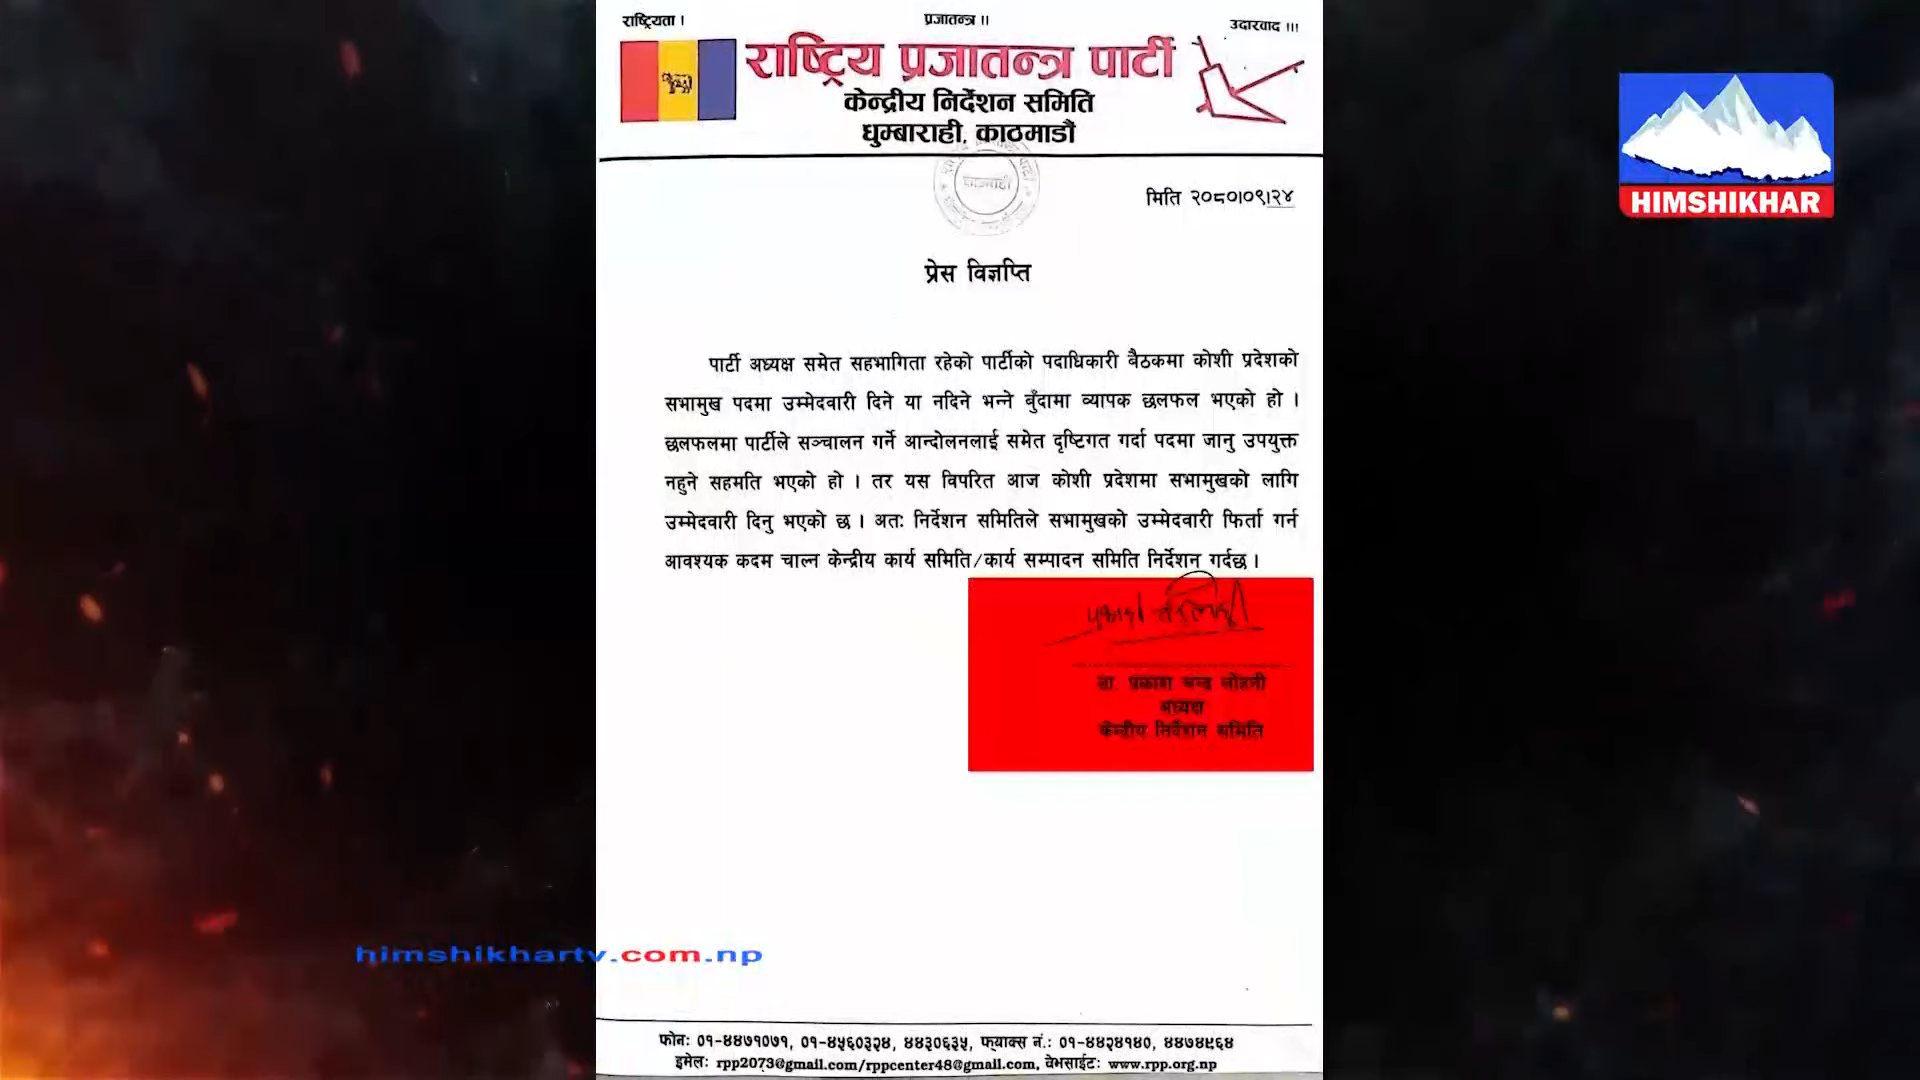 राष्ट्रियता । प्रजातन्त्र ।। उदारवाद ।।।
राष्ट्रिय प्रजातन्त्र पार्टी
केन्द्रीय निर्देशन समिति
धुम्बाराही, काठमाडौं
HIMSHIKHAR
मिति २०८०।०९।२४
प्रेस विज्ञप्ति
पार्टी अध्यक्ष समेत सहभागिता रहेको पार्टीको पदाधिकारी बैठकमा कोशी प्रदेशको
सभामुख पदमा उम्मेदवारी दिने या नदिने भन्ने बुँदामा व्यापक छलफल भएको हो ।
छलफलमा पार्टीले सञ्चालन गर्ने आन्दोलनलाई समेत दृष्टिगत गर्दा पदमा जानु उपयुक्त
नहुने सहमति भएको हो । तर यस विपरित आज कोशी प्रदेशमा सभामुखको लागि
उम्मेदवारी दिनु भएको छ । अतः निर्देशन समितिले सभामुखको उम्मेदवारी फिर्ता गर्न
आवश्यक कदम चाल्न केन्द्रीय कार्य समिति/कार्य सम्पादन समिति निर्देशन गर्दछ ।
डा. प्रकाश चन्द्र लोहनी
अध्यक्ष
केन्द्रीय निर्देशन समिति
himshikhartv.com.np
फोनः ०१-४४७१०७१, ०१-४५६०३२४, ४४३०६३५, फ्याक्स नं.: ०१-४४२४१४०, ४४७४९६४
इमेलः rpp2073@gmail.com/rppcenter48@gmail.com, वेभसाईटः www.rpp.org.np